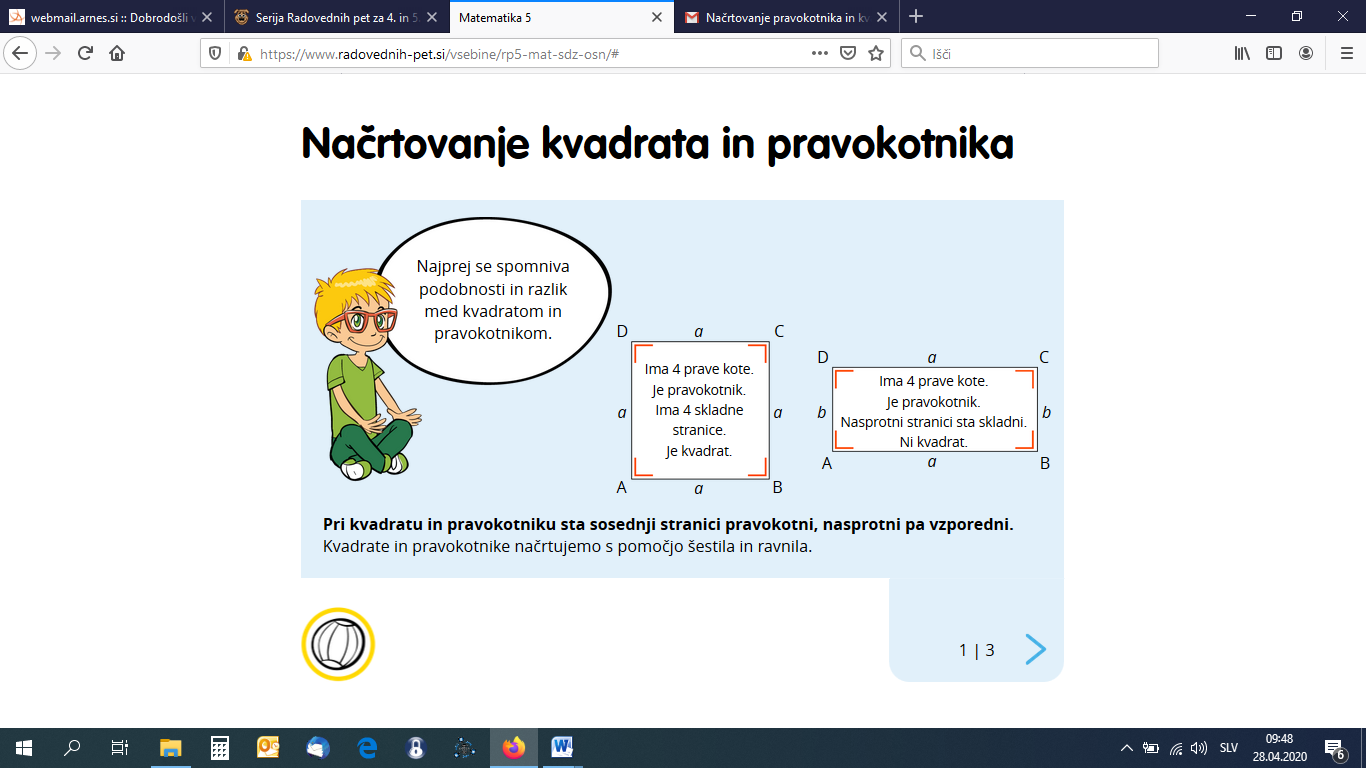 webmail.arnes.si :: Dobrodošli v
Serija Radovednih pet za 4. in 5.
Matematika 5
Načrtovanje pravokotnika in kv
https://www.radovednih-pet.si/vsebine/rp5-mat-sdz-osn/#
Išči
Načrtovanje kvadrata in pravokotnika
Najprej se spomniva
podobnosti in razlik
med kvadratom in
pravokotnikom.
D a C
Ima 4 prave kote.
Je pravokotnik.
a Ima 4 skladne a
stranice.
Je kvadrat.
A a B
D a C
Ima 4 prave kote.
Je pravokotnik.
b Nasprotni stranici sta skladni. b
Ni kvadrat.
A a B
Pri kvadratu in pravokotniku sta sosednji stranici pravokotni, nasprotni pa vzporedni.
Kvadrate in pravokotnike načrtujemo s pomočjo šestila in ravnila.
1 | 3
SLV
09:48
28.04.2020
6